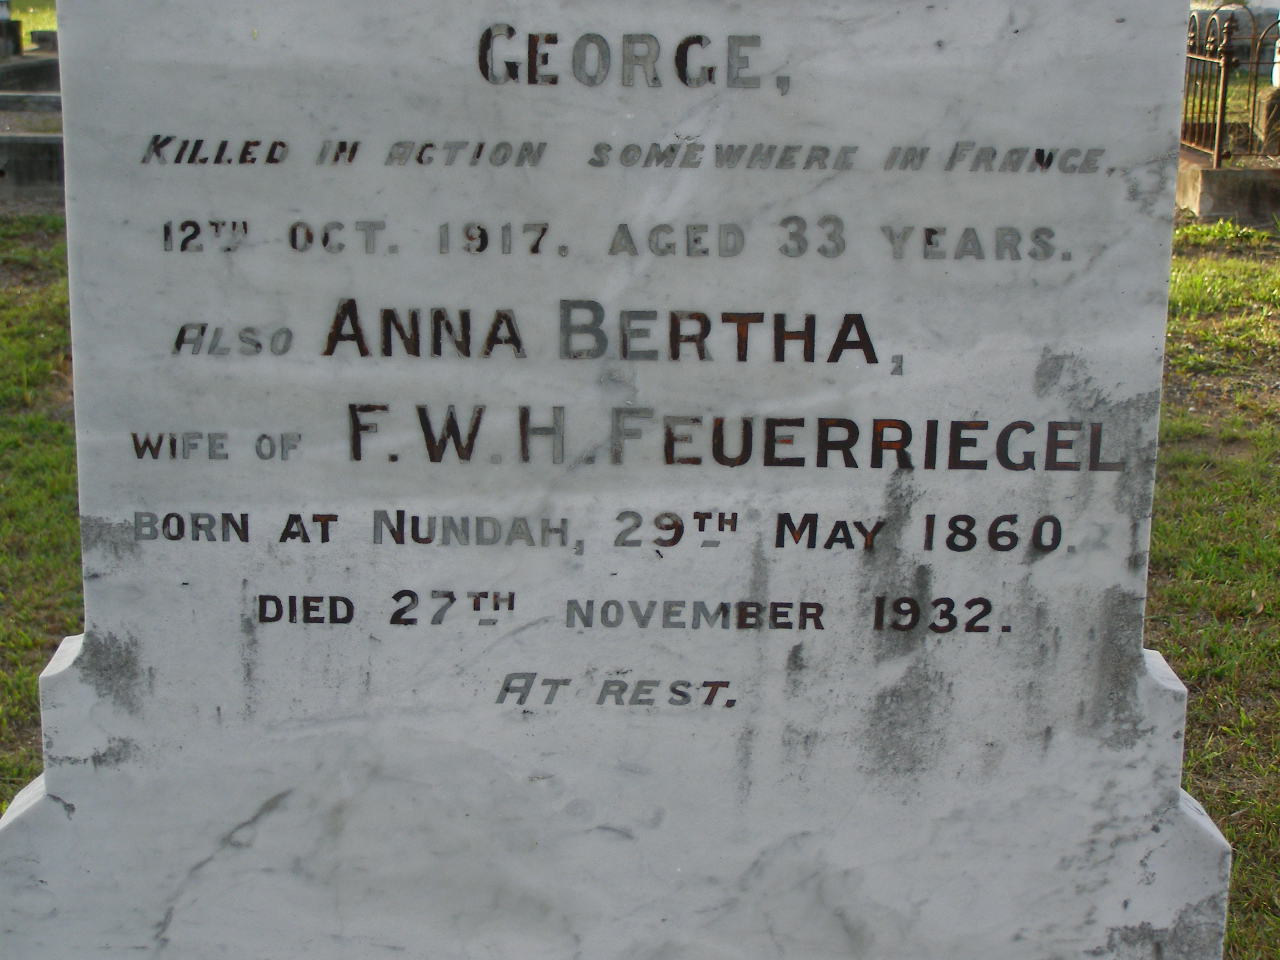 GEORGE,
KILLED IN ACTION SOMEWHERE IN FRANCE,
12TH OCT. 1917. AGED 33 YEARS.
ALSO ANNA BERTHA,
WIFE OF F.W.H.FEUERRIEGEL
BORN AT NUNDAH, 29TH MAY 1860.
DIED 27TH NOVEMBER 1932.
AT REST.